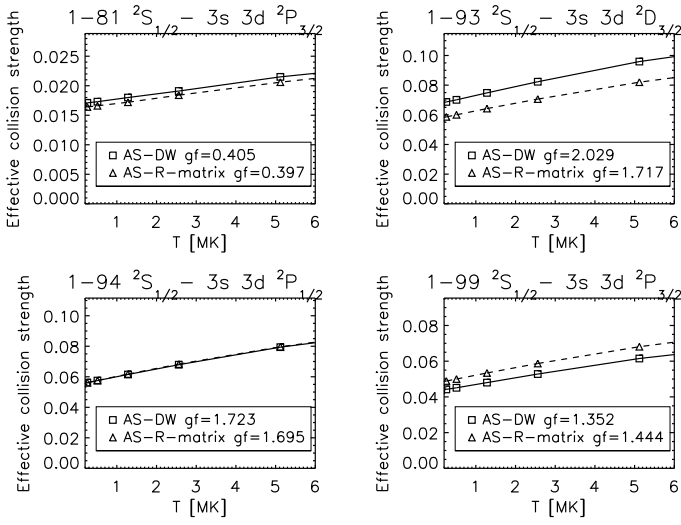 1-81 ²S₁/₂ - 3s 3d ²P₃/₂
Effective collision strength
0.025
0.020
0.015
0.010
0.005
0.000
AS-DW gf=0.405
AS-R-matrix gf=0.397
1 2 3 4 5 6
T [MK]
1-93 ²S₁/₂ - 3s 3d ²D₃/₂
Effective collision strength
0.10
0.08
0.06
0.04
0.02
0.00
AS-DW gf=2.029
AS-R-matrix gf=1.717
1 2 3 4 5 6
T [MK]
1-94 ²S₁/₂ - 3s 3d ²P₁/₂
Effective collision strength
0.10
0.08
0.06
0.04
0.02
0.00
AS-DW gf=1.723
AS-R-matrix gf=1.695
1 2 3 4 5 6
T [MK]
1-99 ²S₁/₂ - 3s 3d ²P₃/₂
Effective collision strength
0.10
0.08
0.06
0.04
0.02
0.00
AS-DW gf=1.352
AS-R-matrix gf=1.444
1 2 3 4 5 6
T [MK]